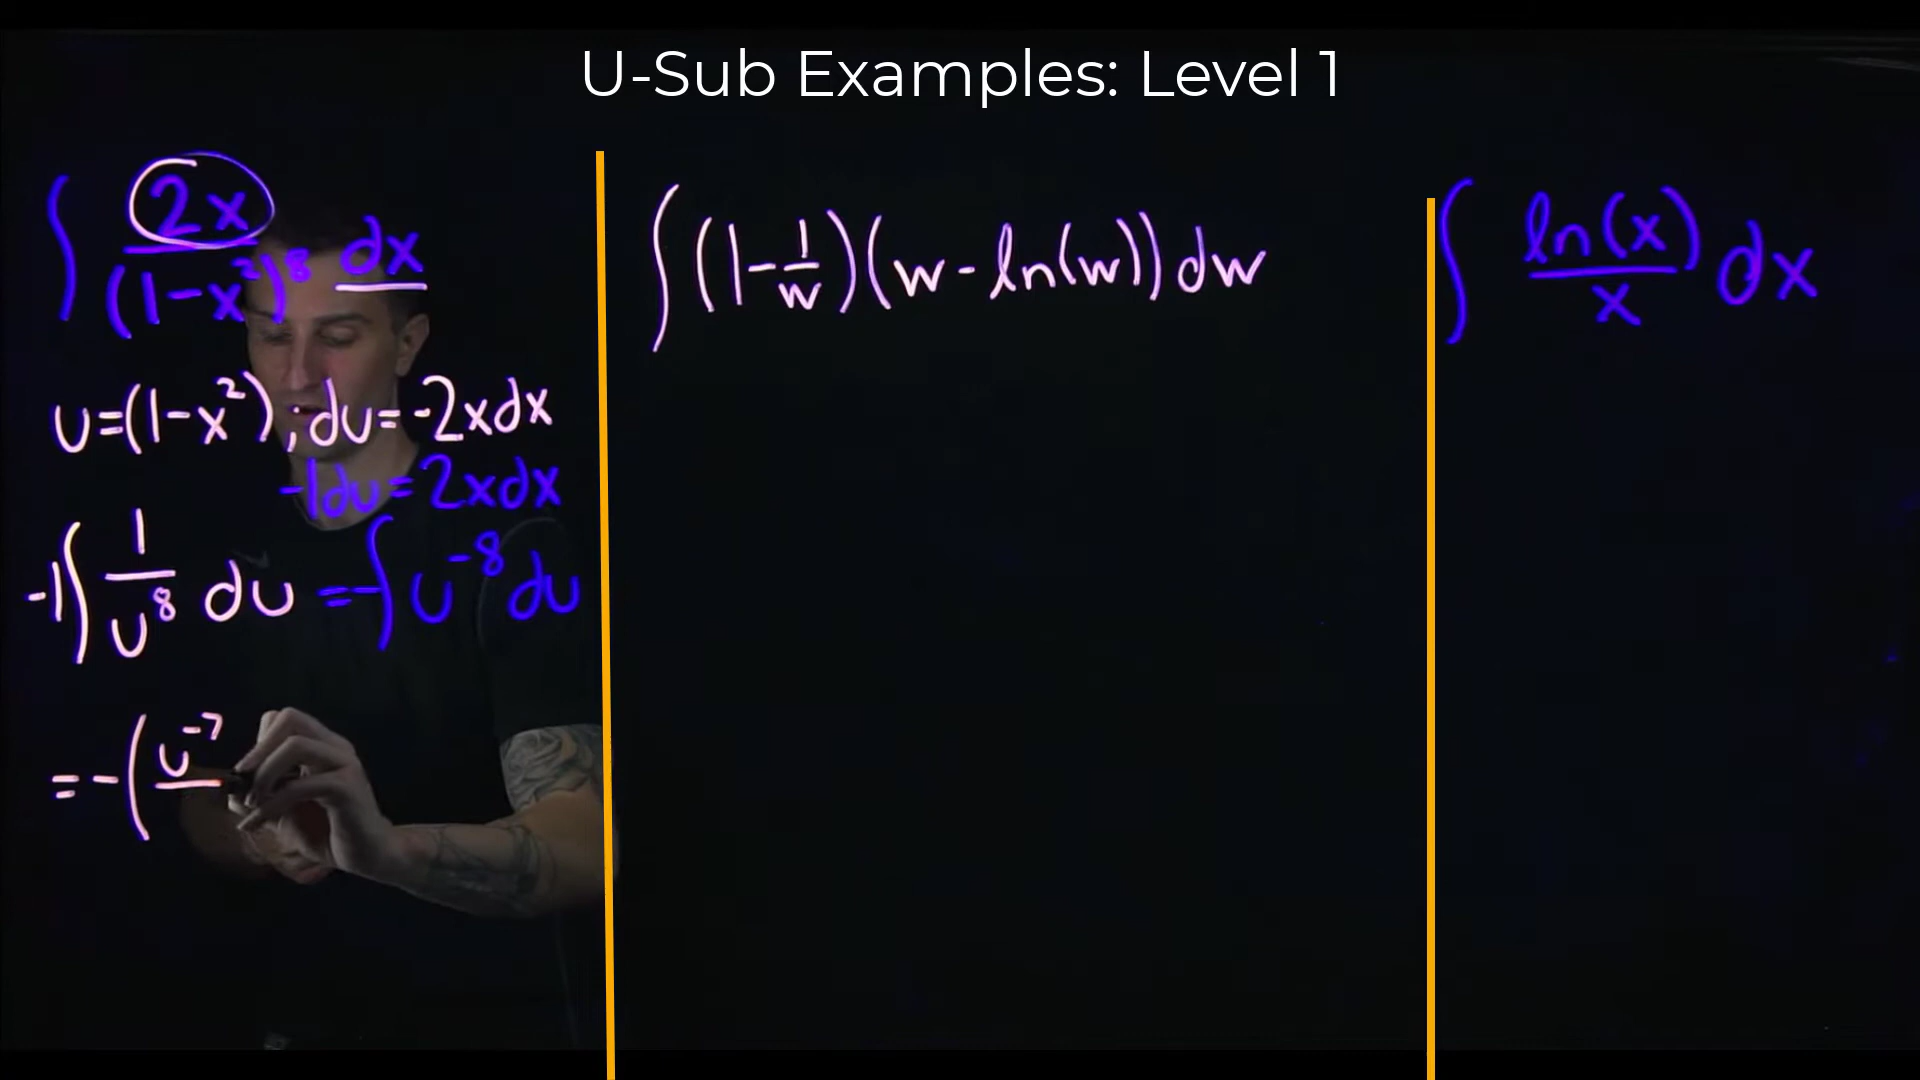 U-Sub Examples: Level 1
∫ 2x/(1-x²)⁸ dx
u=(1-x²); du=-2xdx
-1du=2xdx
-1∫ 1/u⁸ du =-∫u⁻⁸du
=-(u⁻⁷/
∫(1-1/w)(w-ln(w))dw
∫ ln(x)/x dx